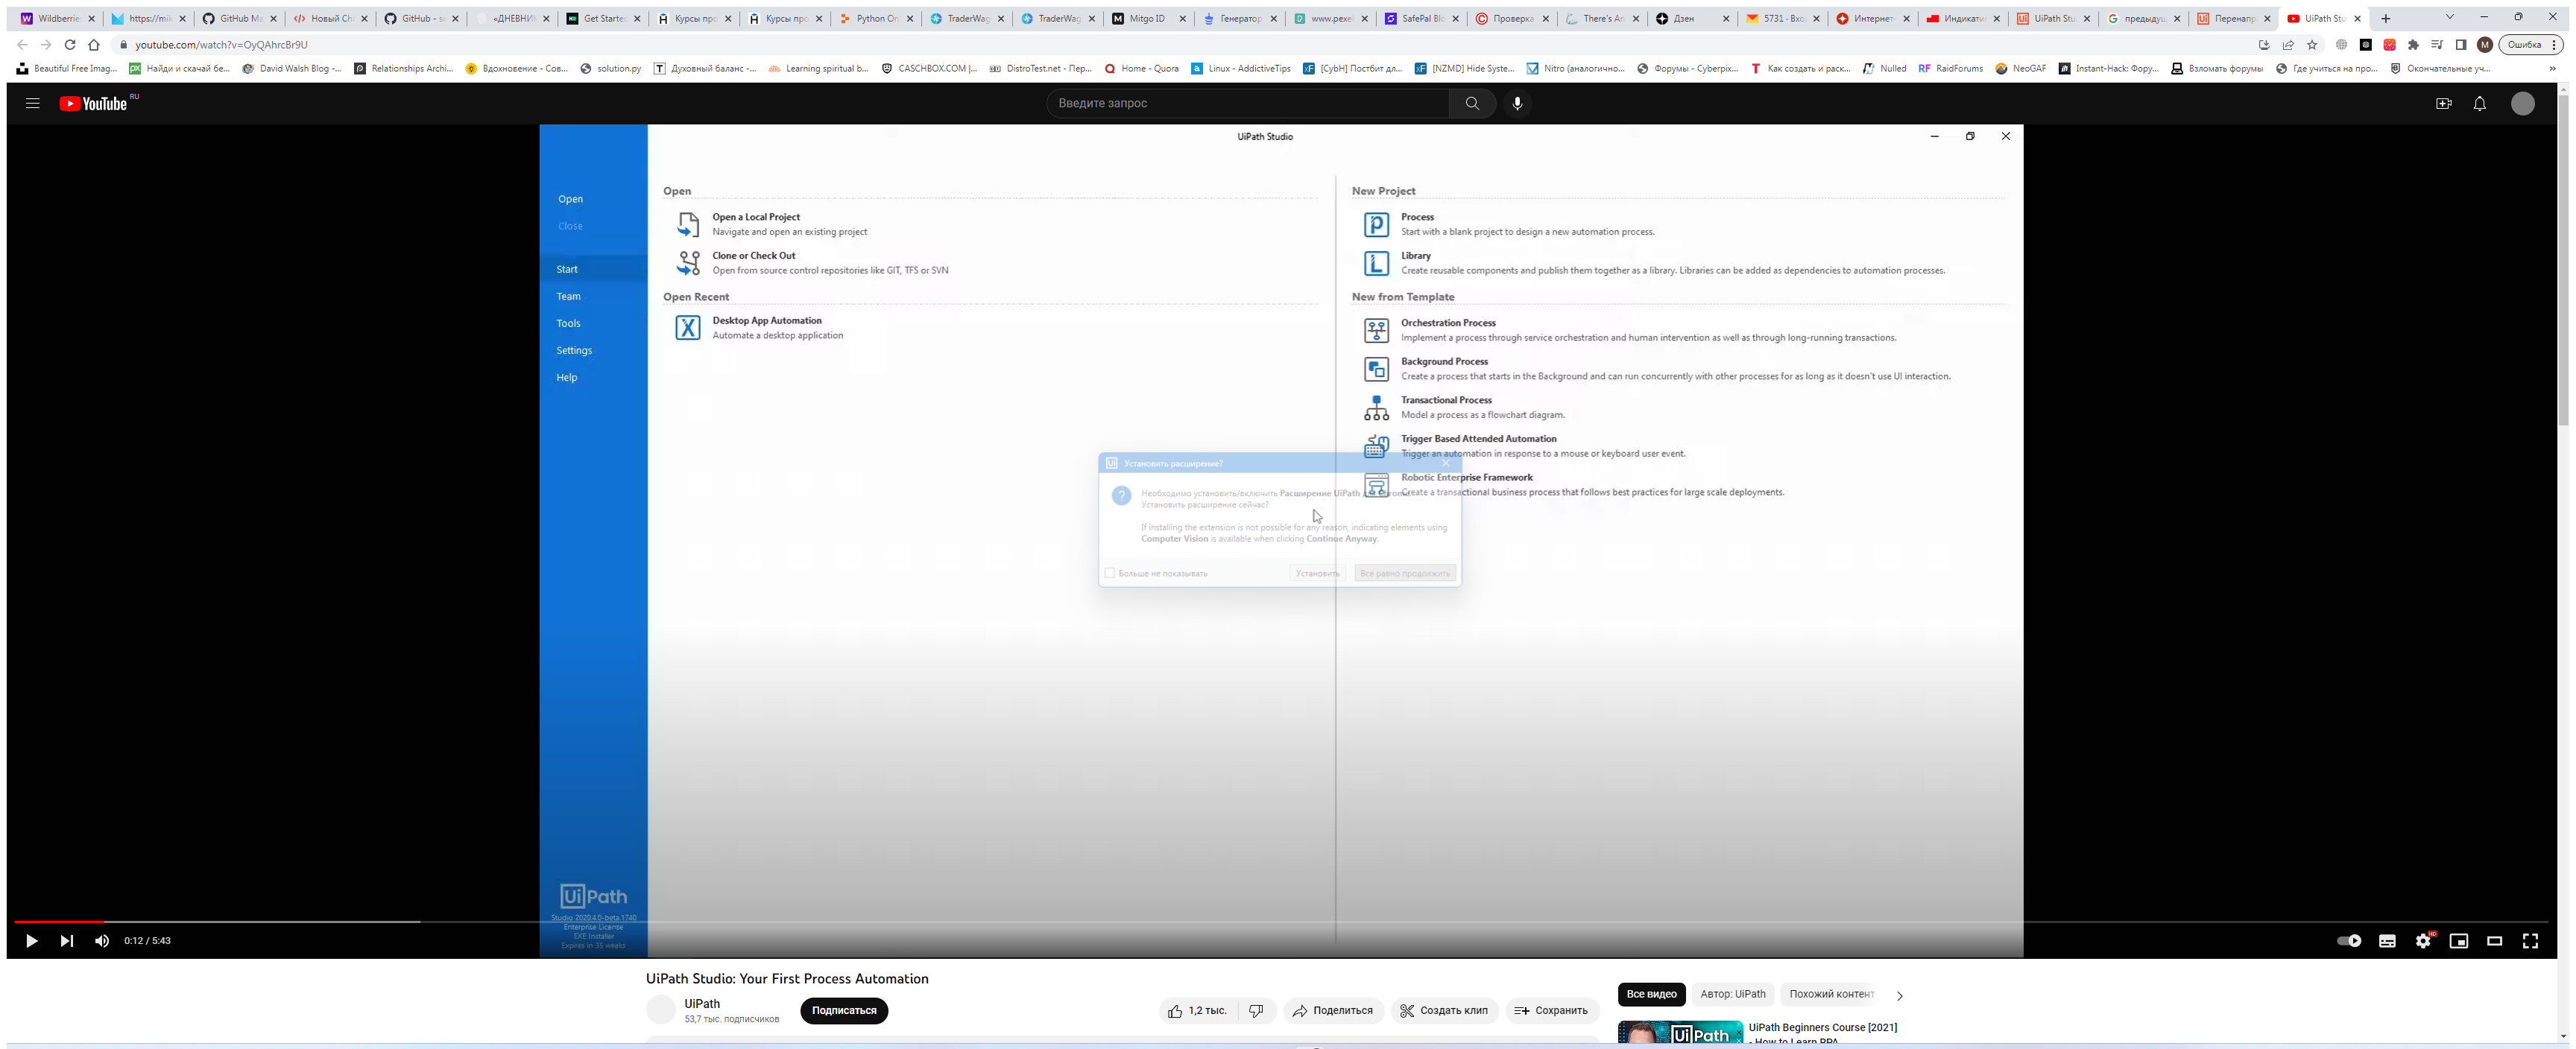 Wildberrie
https://mii
GitHub Ma
Новый Ch
GitHub - sc
«ДНЕВНИК
Get Starte
Курсы про
Курсы про
Python On
TraderWag
TraderWag
Mitgo ID
Генератор
www.pexel
SafePal Blo
Проверка
There's An
Дзен
5731 - Вхо
Интернет-
Индикати
UiPath Stu
предыдущ
Перенапр
UiPath Stu
youtube.com/watch?v=OyQAhrcBr9U
Ошибка
Beautiful Free Imag...
Найди и скачай бе...
David Walsh Blog -...
Relationships Archi...
Вдохновение - Сов...
solution.py
Духовный баланс -...
Learning spiritual b...
CASCHBOX.COM |...
DistroTest.net - Пер...
Home - Quora
Linux - AddictiveTips
[CybH] Постбит дл...
[NZMD] Hide Syste...
Nitro (аналогично...
Форумы - Cyberpix...
Как создать и раск...
Nulled
RaidForums
NeoGAF
Instant-Hack: Фору...
Взломать форумы
Где учиться на про...
Окончательные уч...
YouTube RU
Введите запрос
UiPath Studio
Open
Close
Start
Team
Tools
Settings
Help
Open
Open a Local Project
Navigate and open an existing project
Clone or Check Out
Open from source control repositories like GIT, TFS or SVN
Open Recent
Desktop App Automation
Automate a desktop application
New Project
Process
Start with a blank project to design a new automation process.
Library
Create reusable components and publish them together as a library. Libraries can be added as dependencies to automation processes.
New from Template
Orchestration Process
Implement a process through service orchestration and human intervention as well as through long-running transactions.
Background Process
Create a process that starts in the Background and can run concurrently with other processes for as long as it doesn't use UI interaction.
Transactional Process
Model a process as a flowchart diagram.
Trigger Based Attended Automation
Trigger an automation in response to a mouse or keyboard user event.
Robotic Enterprise Framework
Create a transactional business process that follows best practices for large scale deployments.
Установить расширение?
Необходимо установить/включить Расширение UiPath
Установить расширение сейчас?
If installing the extension is not possible for any reason, indicating elements using
Computer Vision is available when clicking Continue Anyway.
Больше не показывать
Установить
Все равно продолжить
UiPath
Studio 2020.4.0-beta.1740
Enterprise License
EXE Installer
Expires in 35 weeks
0:12 / 5:43
HD
UiPath Studio: Your First Process Automation
UiPath
53,7 тыс. подписчиков
Подписаться
1,2 тыс.
Поделиться
Создать клип
Сохранить
Все видео
Автор: UiPath
Похожий контент
UiPath
UiPath Beginners Course [2021]
- How to Learn RPA